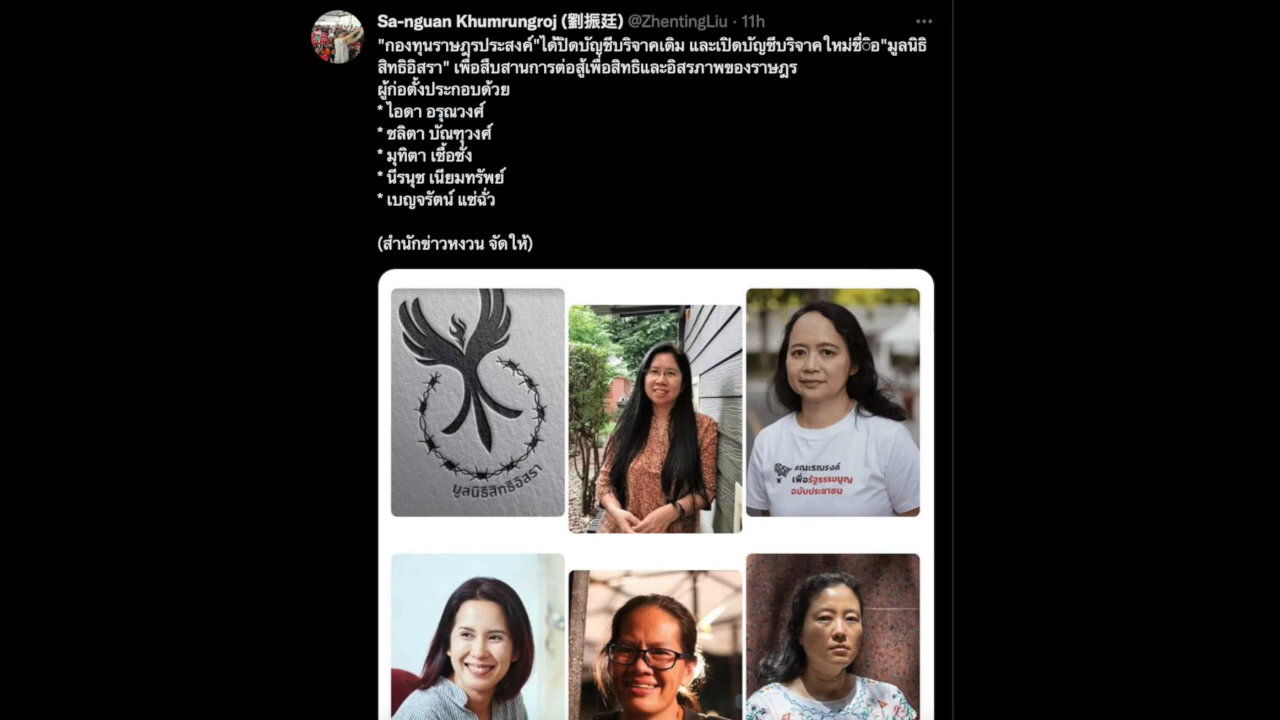 Sa-nguan Khumrungroj (劉振廷) @ZhentingLiu · 11h
"กองทุนราษฎรประสงค์"ได้ปิดบัญชีบริจาคเดิม และเปิดบัญชีบริจาคใหม่ชื่ิอ"มูลนิธิ
สิทธิอิสรา" เพื่อสืบสานการต่อสู้เพื่อสิทธิและอิสรภาพของราษฎร
ผู้ก่อตั้งประกอบด้วย
* ไอดา อรุณวงศ์
* ชลิตา บัณฑุวงศ์
* มุทิตา เชื้อชั่ง
* นีรนุช เนียมทรัพย์
* เบญจรัตน์ แซ่ฉั่ว
(สำนักข่าวหงวน จัดให้)
มูลนิธิสิทธิอิสรา
คณะรณรงค์
เพื่อรัฐธรรมนูญ
ฉบับประชาชน